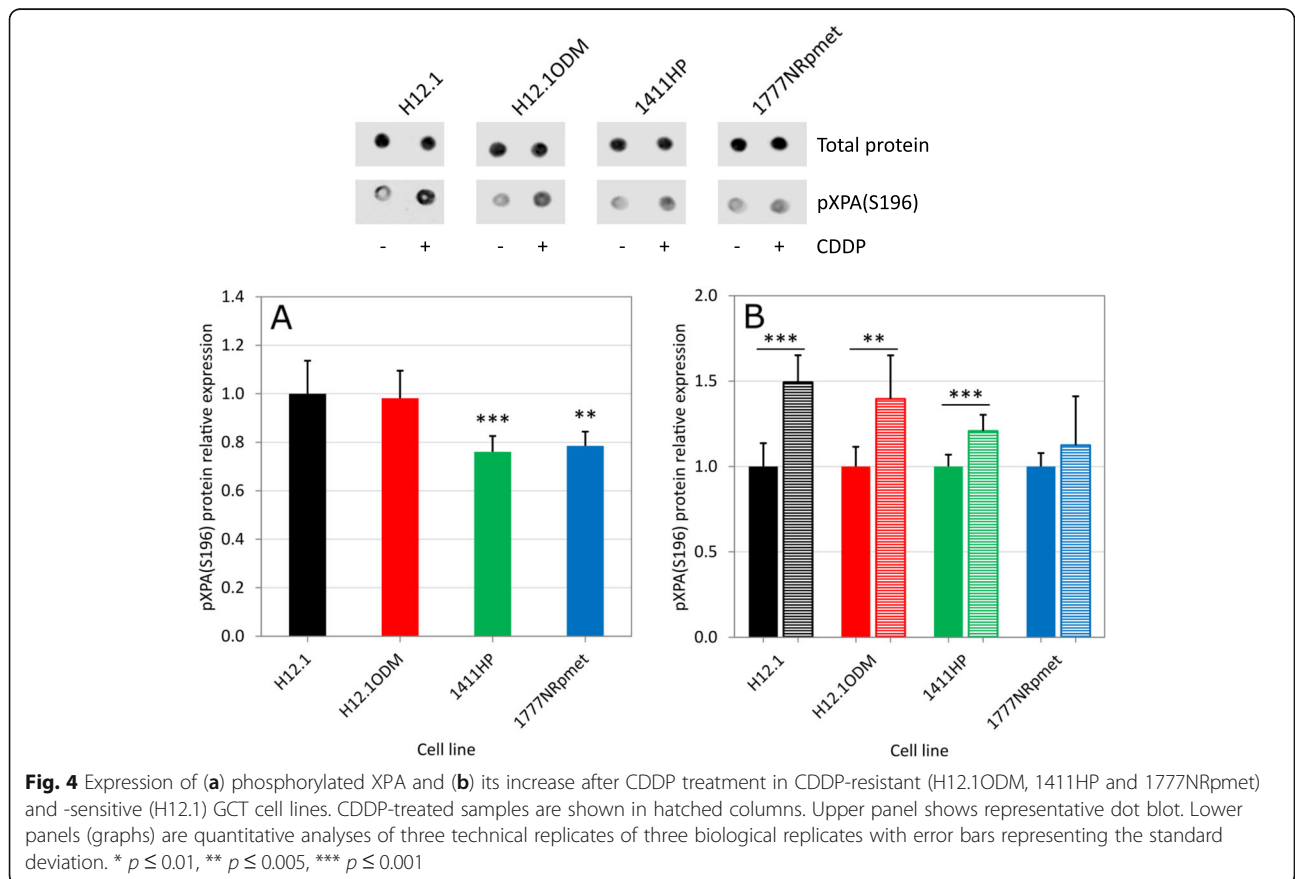 H12.1
H12.1ODM
1411HP
1777NRpmet
Total protein
pXPA(S196)
- + - + - + - + CDDP
A
pXPA(S196) protein relative expression
1.4
1.2
1.0
0.8
0.6
0.4
0.2
0.0
***
**
H12.1
H12.1ODM
1411HP
1777NRpmet
Cell line
B
pXPA(S196) protein relative expression
2.0
1.5
1.0
0.5
0.0
***
**
***
H12.1
H12.1ODM
1411HP
1777NRpmet
Cell line
Fig. 4 Expression of (a) phosphorylated XPA and (b) its increase after CDDP treatment in CDDP-resistant (H12.1ODM, 1411HP and 1777NRpmet)
and -sensitive (H12.1) GCT cell lines. CDDP-treated samples are shown in hatched columns. Upper panel shows representative dot blot. Lower
panels (graphs) are quantitative analyses of three technical replicates of three biological replicates with error bars representing the standard
deviation. * p ≤ 0.01, ** p ≤ 0.005, *** p ≤ 0.001